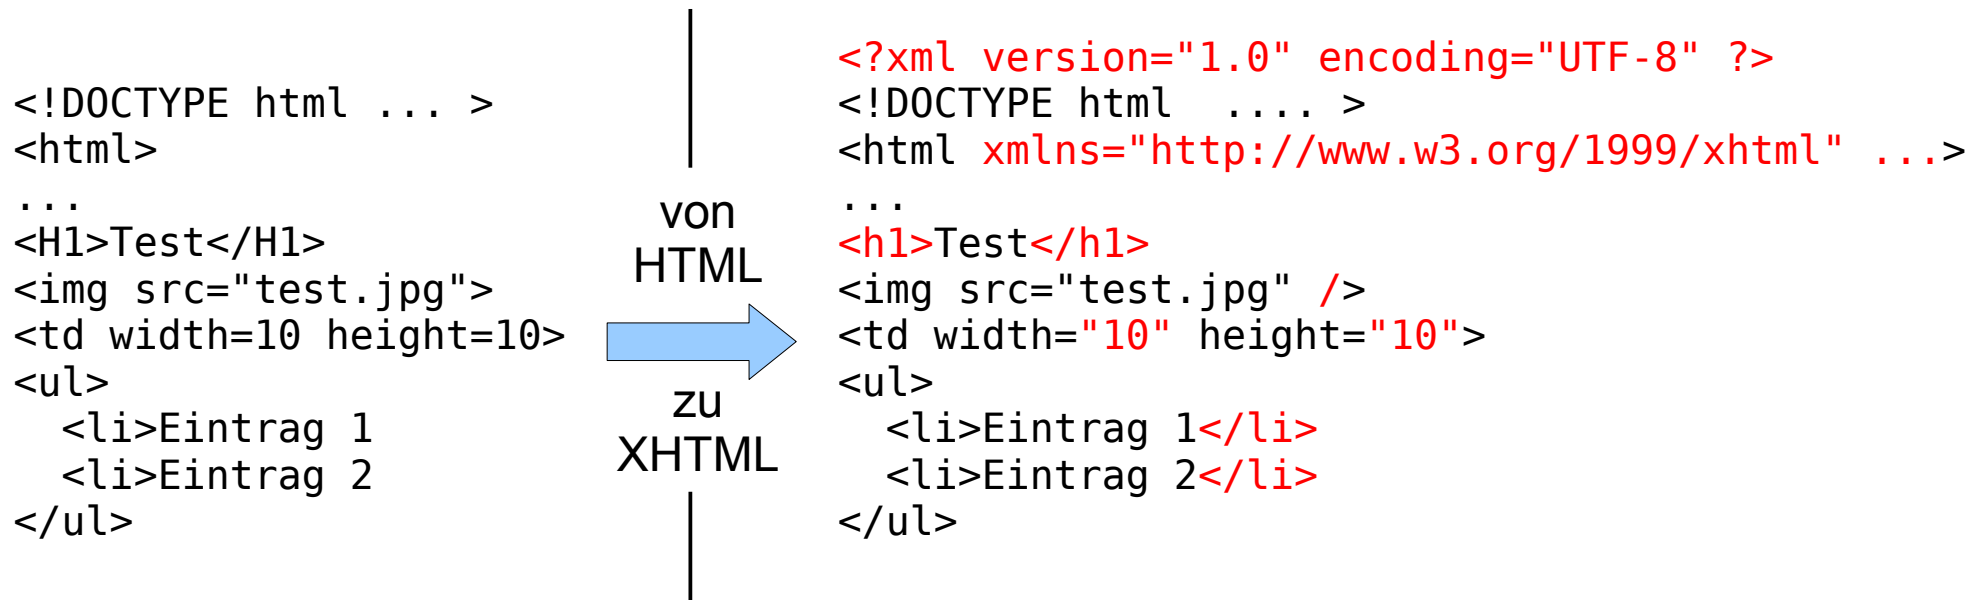 <!DOCTYPE html ... >
<html>
...
<H1>Test</H1>
<img src="test.jpg">
<td width=10 height=10>
<ul>
  <li>Eintrag 1
  <li>Eintrag 2
</ul>
von
HTML
zu
XHTML
<?xml version="1.0" encoding="UTF-8" ?>
<!DOCTYPE html  .... >
<html xmlns="http://www.w3.org/1999/xhtml" ...>
...
<h1>Test</h1>
<img src="test.jpg" />
<td width="10" height="10">
<ul>
  <li>Eintrag 1</li>
  <li>Eintrag 2</li>
</ul>